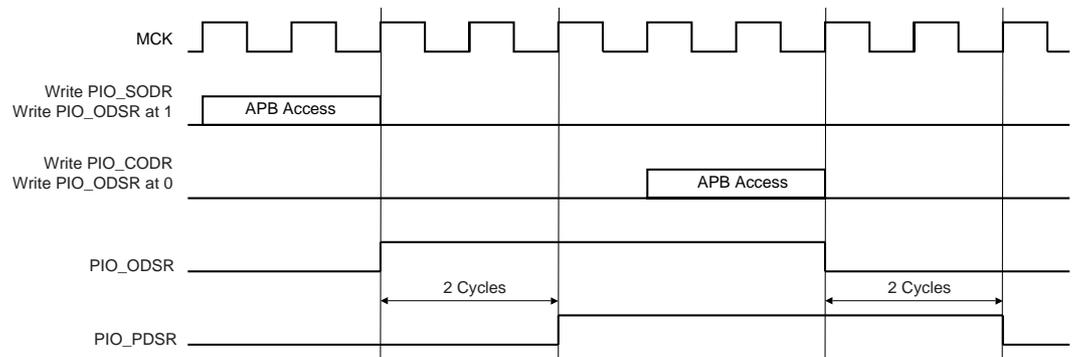 MCK
Write PIO_SODR
Write PIO_ODSR at 1
APB Access
Write PIO_CODR
Write PIO_ODSR at 0
APB Access
PIO_ODSR
2 Cycles
2 Cycles
PIO_PDSR